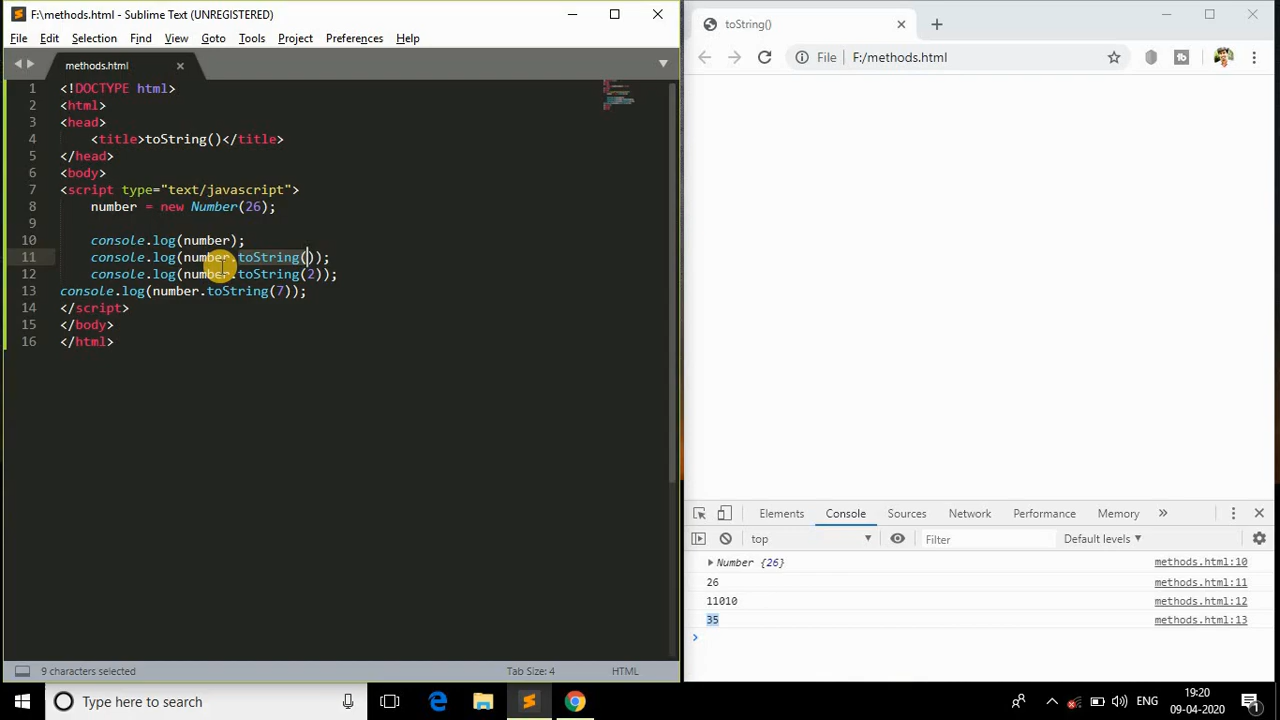 F:\methods.html - Sublime Text (UNREGISTERED)
File Edit Selection Find View Goto Tools Project Preferences Help
methods.html
1 <!DOCTYPE html>
2 <html>
3 <head>
4 <title>toString()</title>
5 </head>
6 <body>
7 <script type="text/javascript">
8 number = new Number(26);
9
10 console.log(number);
11 console.log(number.toString());
12 console.log(number.toString(2));
13 console.log(number.toString(7));
14 </script>
15 </body>
16 </html>
9 characters selected Tab Size: 4 HTML
toString()
File F:/methods.html
Elements Console Sources Network Performance Memory »
top Filter Default levels
Number {26} methods.html:10
26 methods.html:11
11010 methods.html:12
35 methods.html:13
>
Type here to search
ENG 19:20
09-04-2020
1